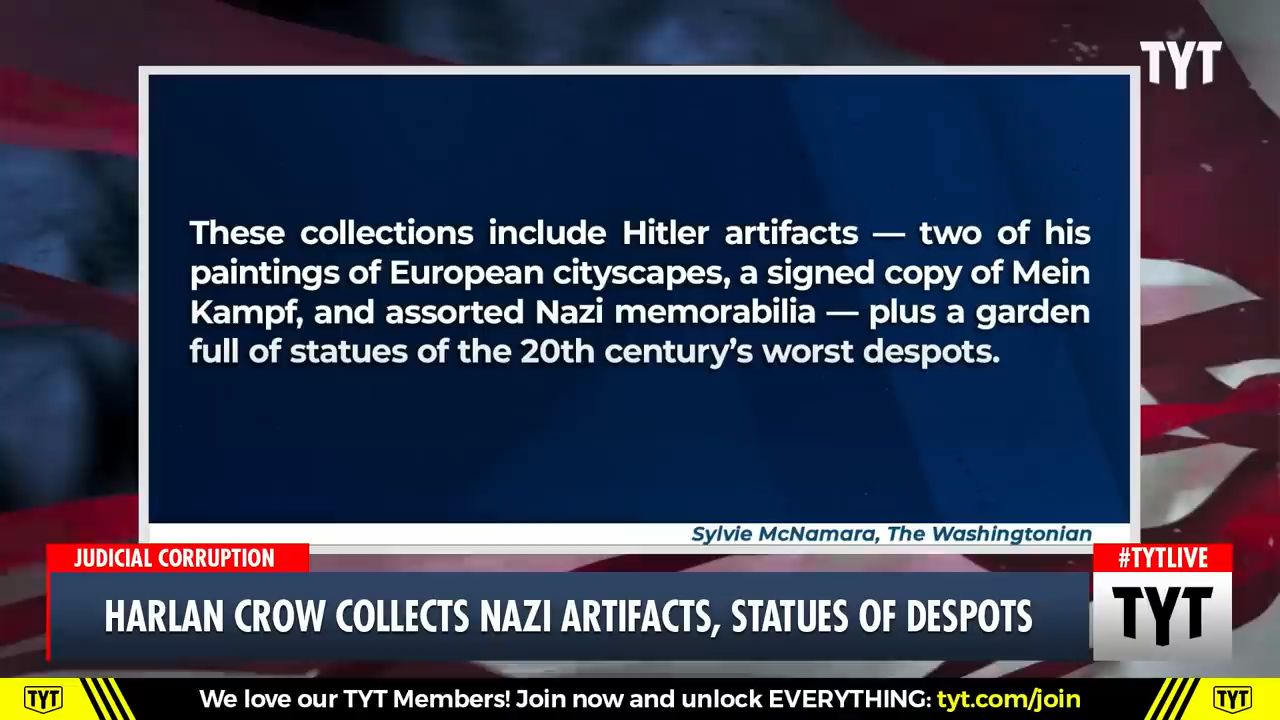 TYT
These collections include Hitler artifacts — two of his
paintings of European cityscapes, a signed copy of Mein
Kampf, and assorted Nazi memorabilia — plus a garden
full of statues of the 20th century’s worst despots.
Sylvie McNamara, The Washingtonian
JUDICIAL CORRUPTION
#TYTLIVE
HARLAN CROW COLLECTS NAZI ARTIFACTS, STATUES OF DESPOTS
TYT
TYT
We love our TYT Members! Join now and unlock EVERYTHING: tyt.com/join
TYT